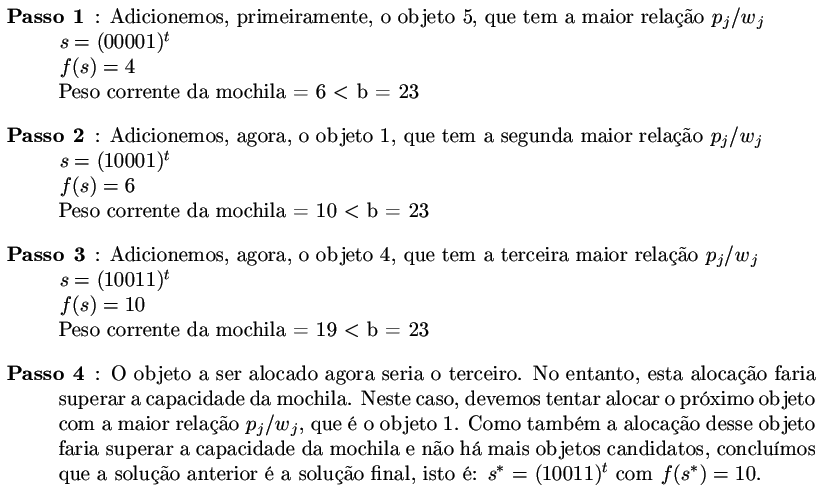 Passo 1 : Adicionemos, primeiramente, o objeto 5, que tem a maior relação p_j/w_j
s = (00001)^t
f(s) = 4
Peso corrente da mochila = 6 < b = 23
Passo 2 : Adicionemos, agora, o objeto 1, que tem a segunda maior relação p_j/w_j
s = (10001)^t
f(s) = 6
Peso corrente da mochila = 10 < b = 23
Passo 3 : Adicionemos, agora, o objeto 4, que tem a terceira maior relação p_j/w_j
s = (10011)^t
f(s) = 10
Peso corrente da mochila = 19 < b = 23
Passo 4 : O objeto a ser alocado agora seria o terceiro. No entanto, esta alocação faria
superar a capacidade da mochila. Neste caso, devemos tentar alocar o próximo objeto
com a maior relação p_j/w_j, que é o objeto 1. Como também a alocação desse objeto
faria superar a capacidade da mochila e não há mais objetos candidatos, concluímos
que a solução anterior é a solução final, isto é: s* = (10011)^t com f(s*) = 10.